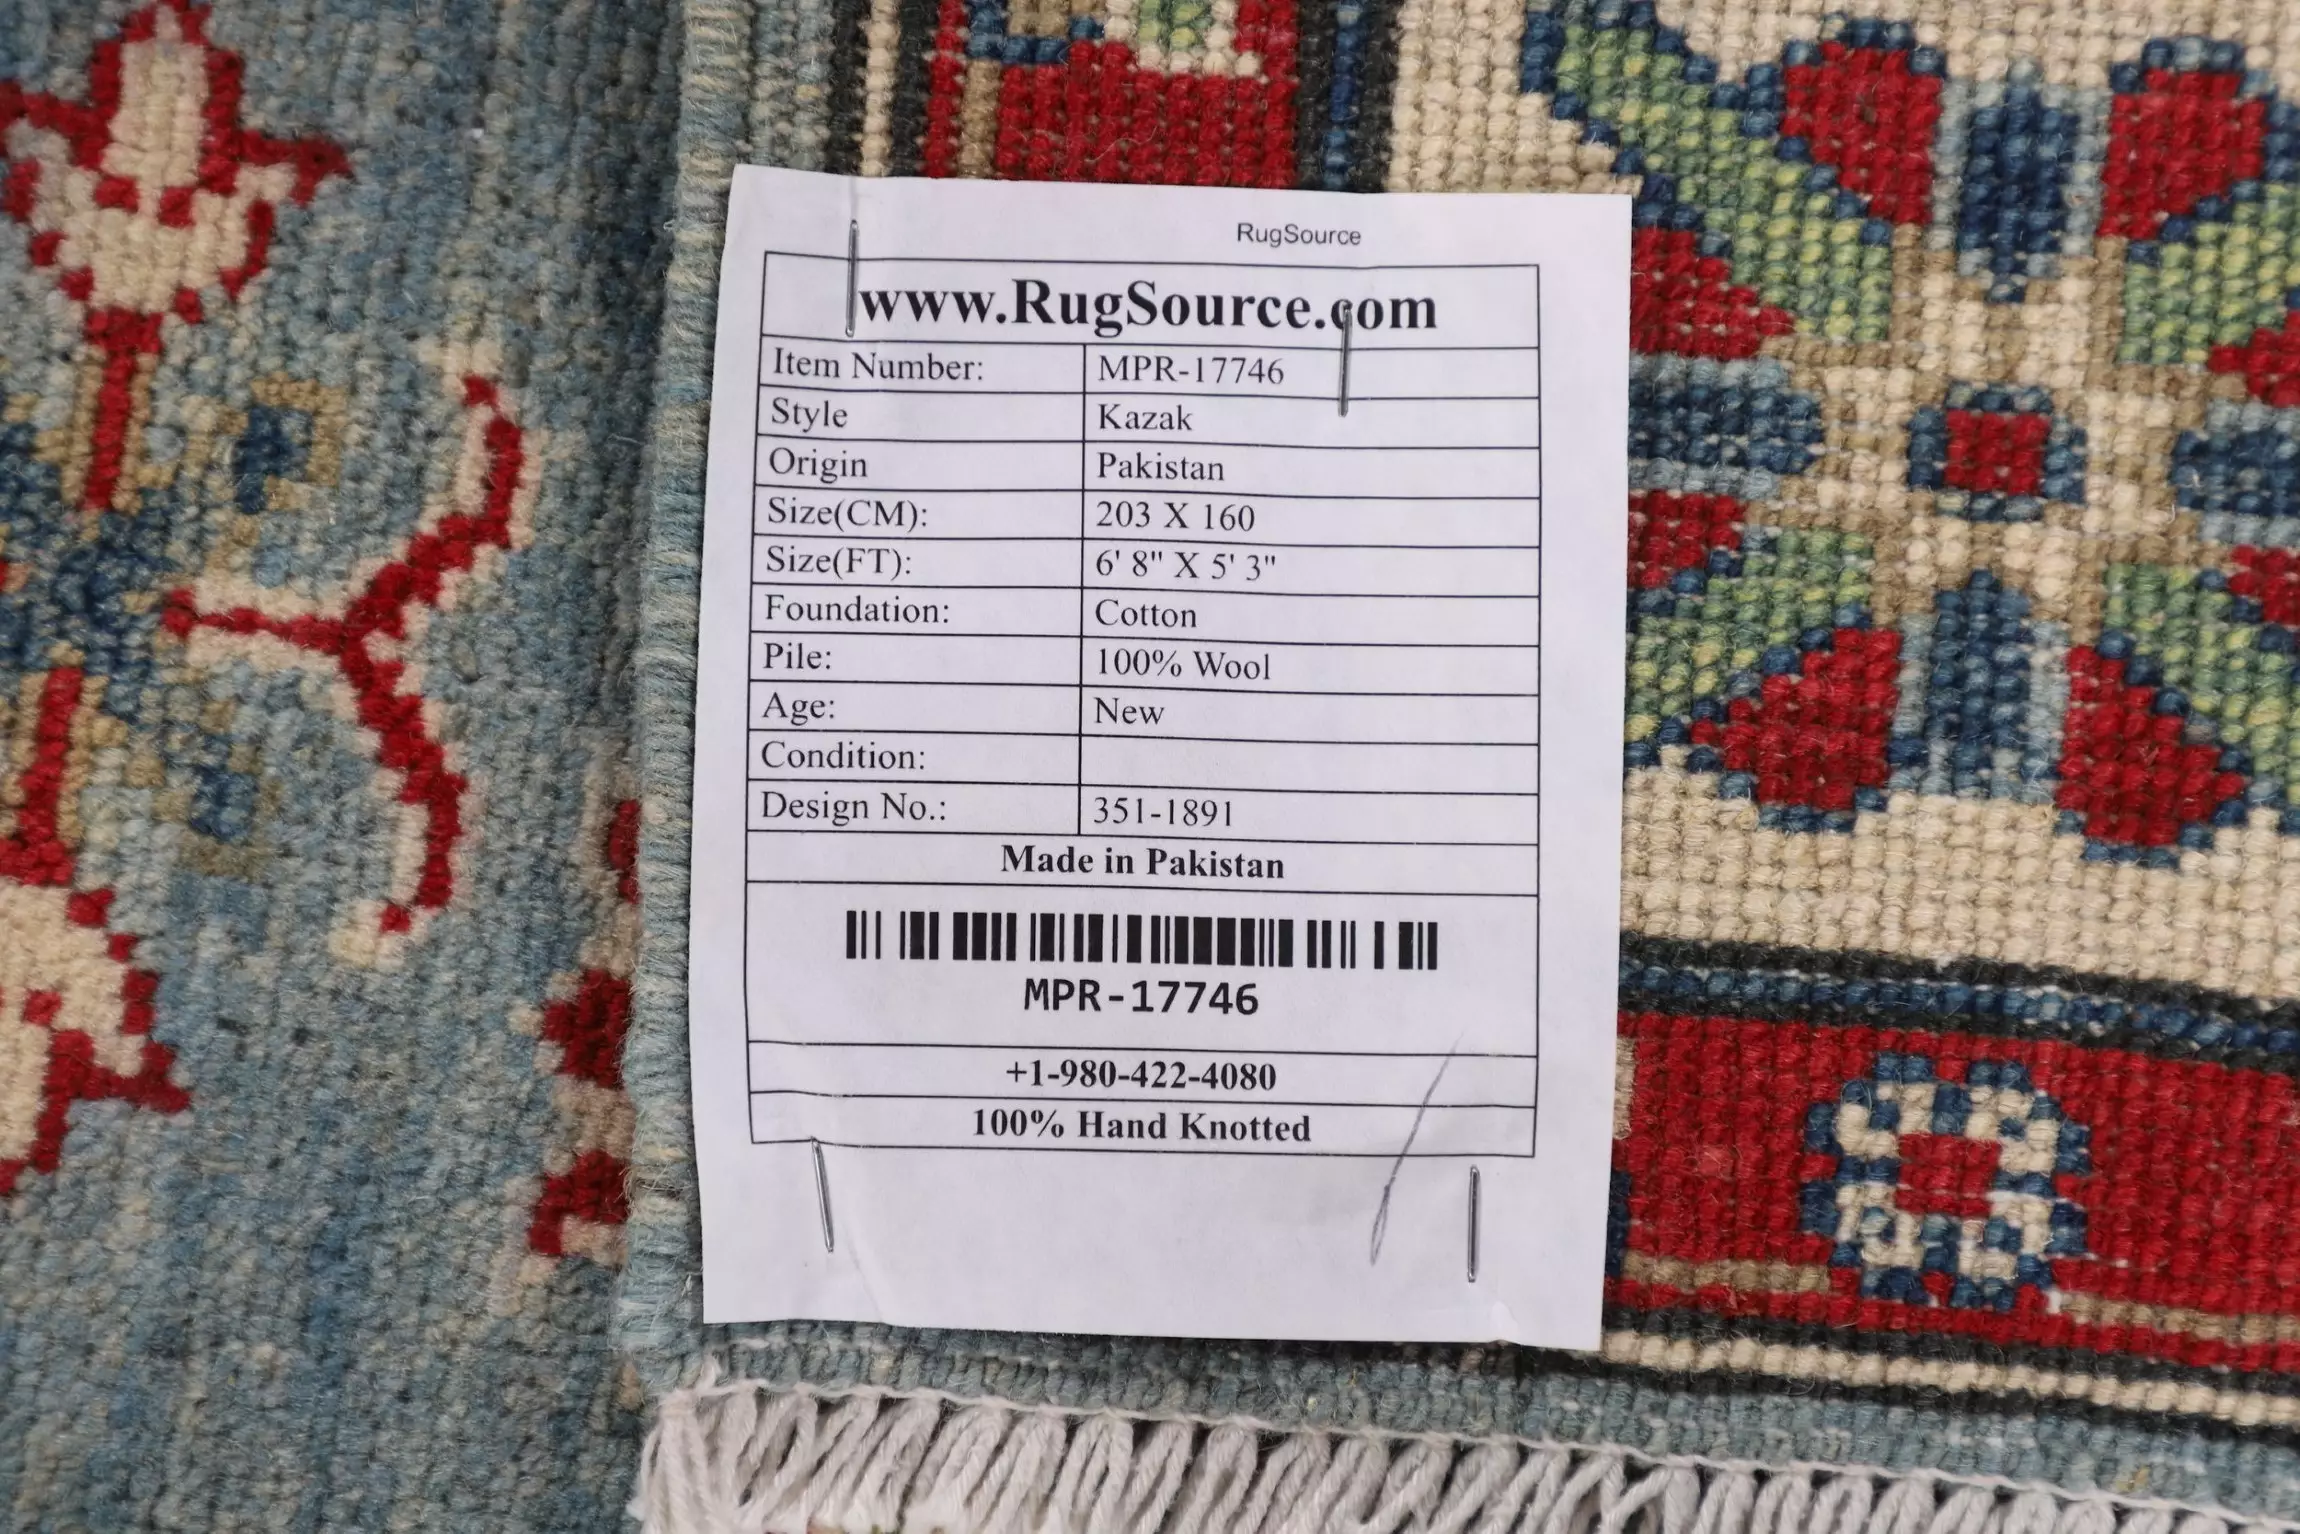 RugSource
www.RugSource.com
Item Number: MPR-17746
Style Kazak
Origin Pakistan
Size(CM): 203 X 160
Size(FT): 6' 8" X 5' 3"
Foundation: Cotton
Pile: 100% Wool
Age: New
Condition:
Design No.: 351-1891
Made in Pakistan
MPR-17746
+1-980-422-4080
100% Hand Knotted